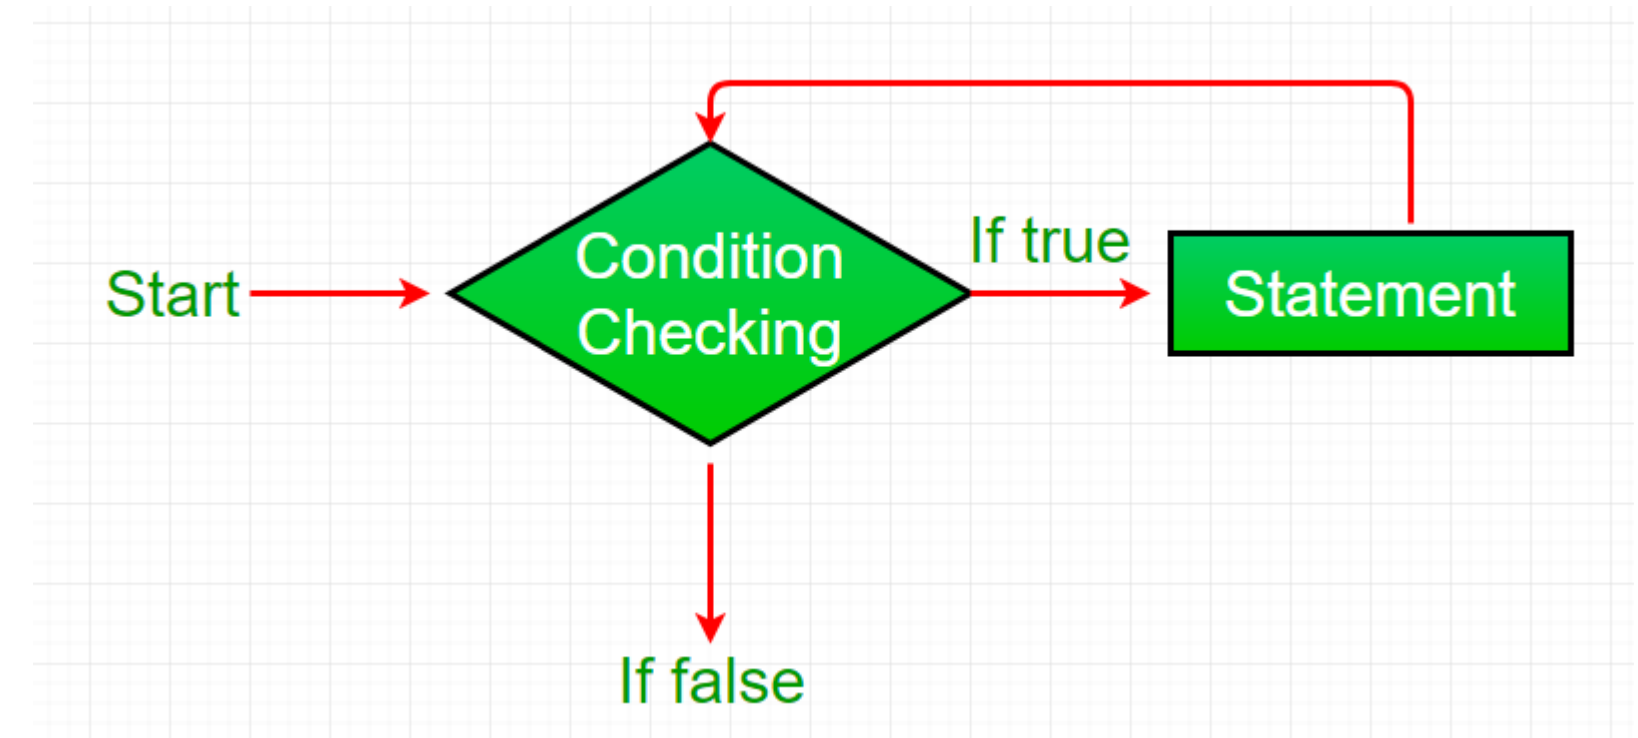 If true
Start
Condition
Checking
Statement
If false